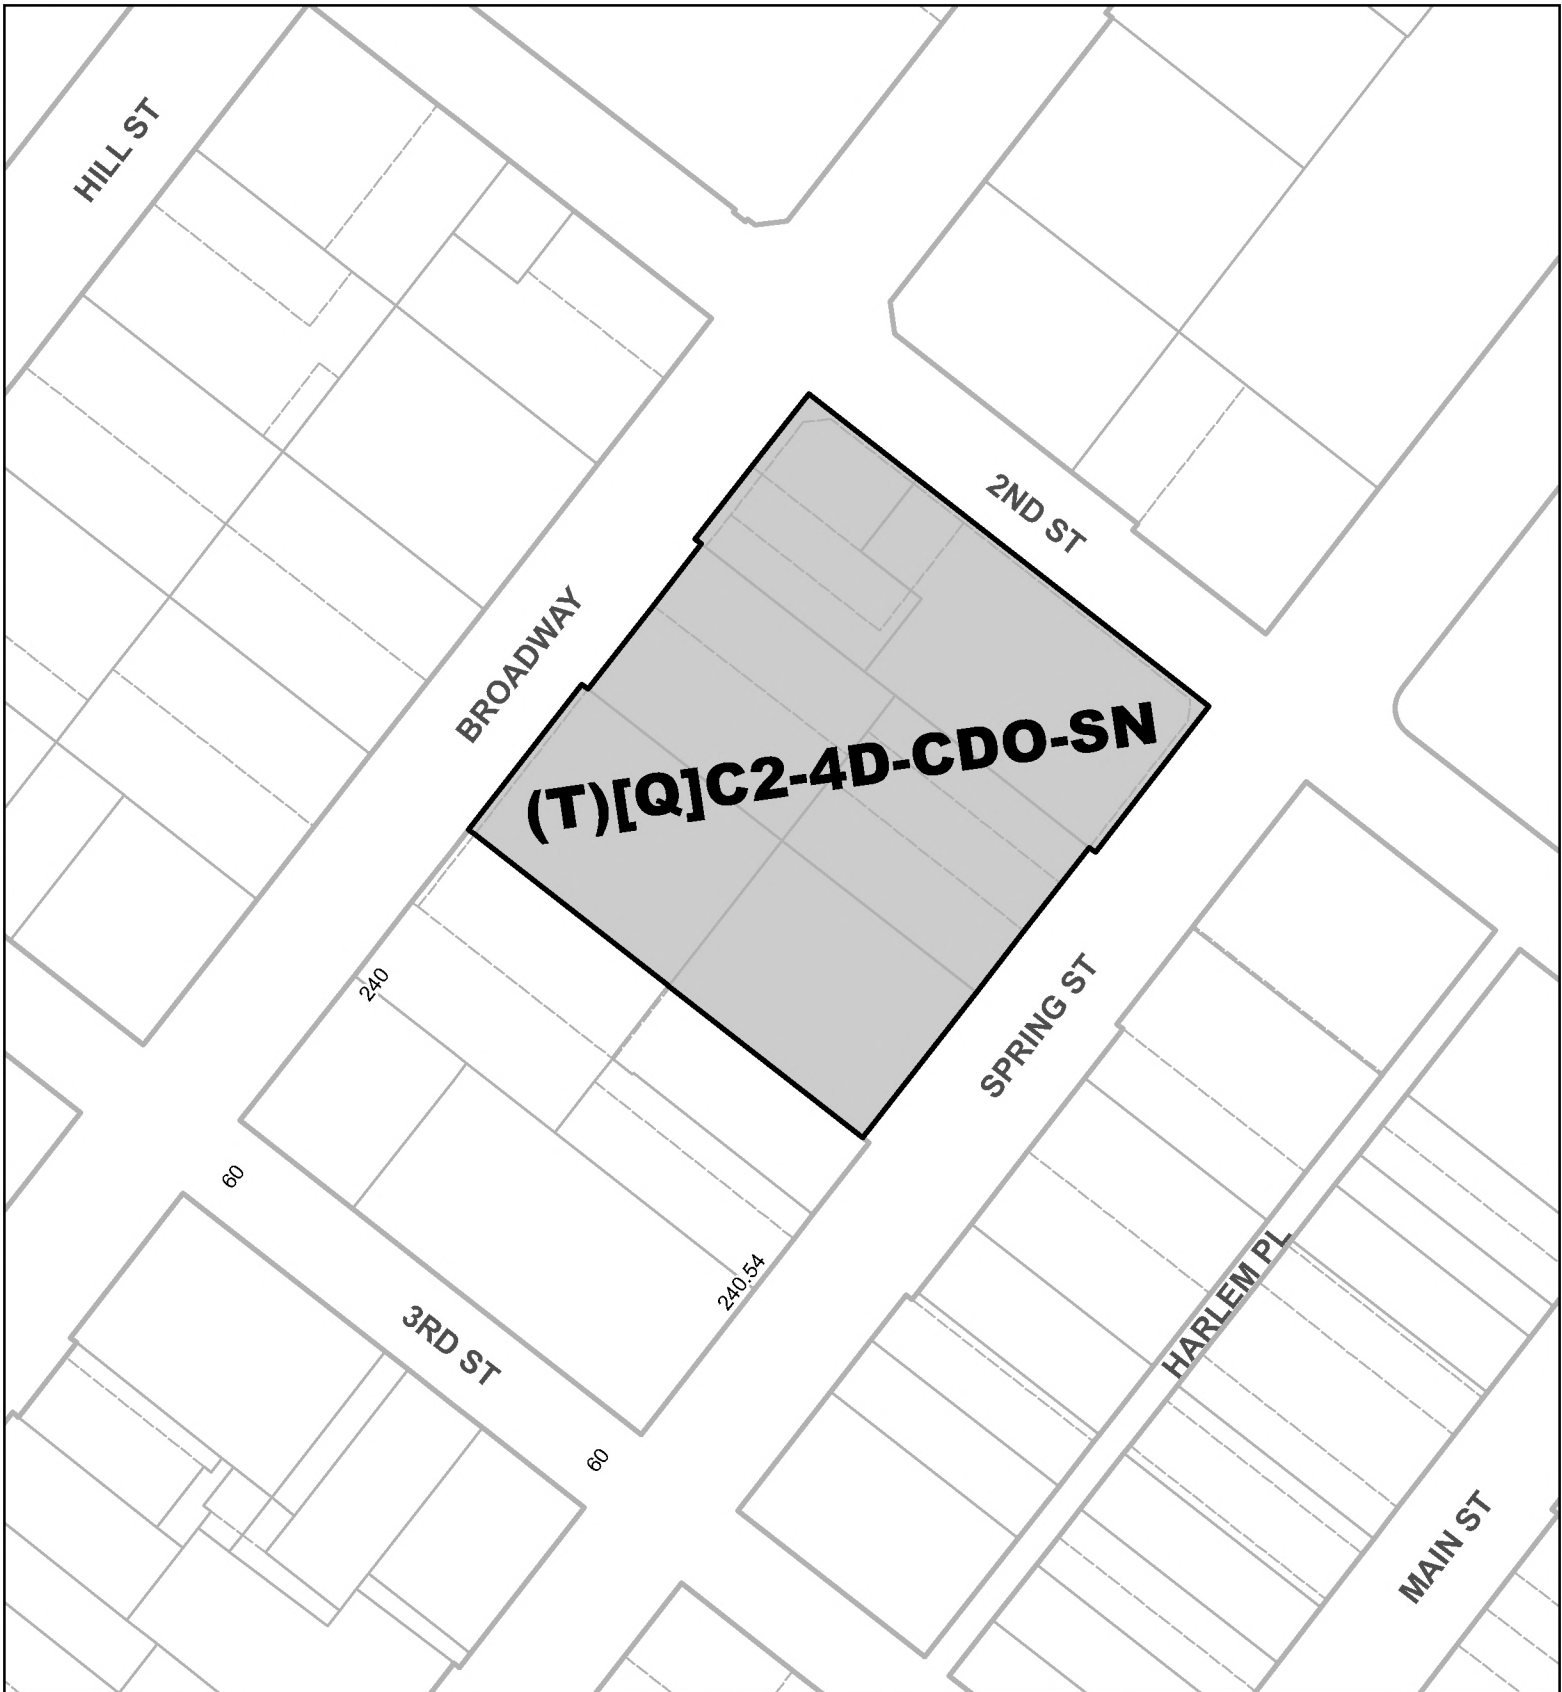 HILL ST
2ND ST
BROADWAY
(T)[Q]C2-4D-CDO-SN
240
SPRING ST
60
240.54
HARLEM PL
3RD ST
60
MAIN ST